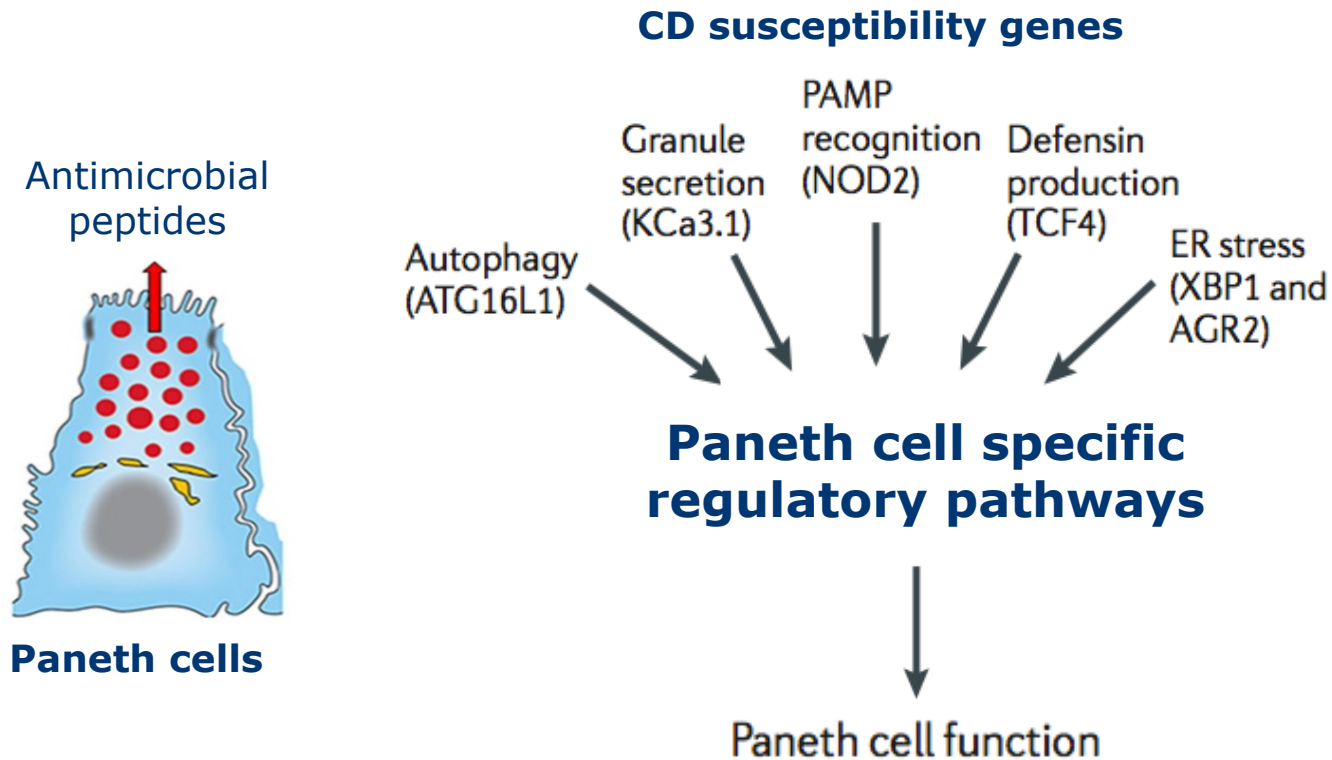 CD susceptibility genes
Antimicrobial
peptides
Paneth cells
Autophagy
(ATG16L1)
Granule
secretion
(KCa3.1)
PAMP
recognition
(NOD2)
Defensin
production
(TCF4)
ER stress
(XBP1 and
AGR2)
Paneth cell specific
regulatory pathways
Paneth cell function